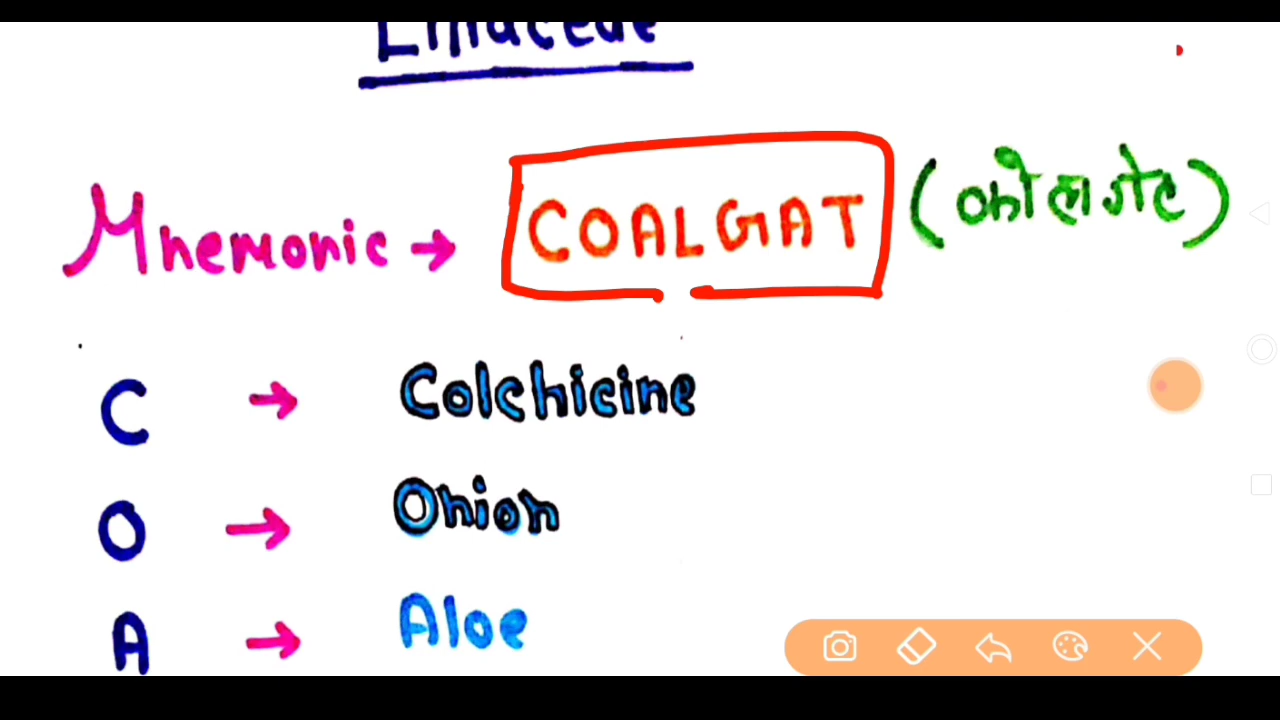 Mnemonic → COALGAT (कोलगेट)
C → Colchicine
O → Onion
A → Aloe